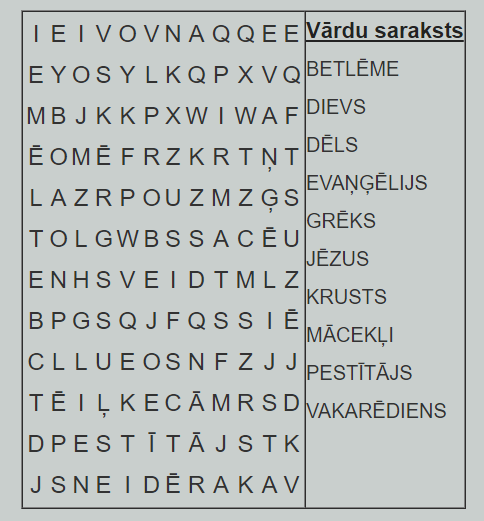 I E I V O V N A Q Q E E
E Y O S Y L K Q P X V Q
M B J K K P X W I W A F
Ē O M Ē F R Z K R T Ņ T
L A Z R P O U Z M Z Ģ S
T O L G W B S S A C Ē U
E N H S V E I D T M L Z
B P G S Q J F Q S S I Ē
C L L U E O S N F Z J J
T Ē I Ļ K E C Ā M R S D
D P E S T Ī T Ā J S T K
J S N E I D Ē R A K A V
Vārdu saraksts
BETLĒME
DIEVS
DĒLS
EVAŅĢĒLIJS
GRĒKS
JĒZUS
KRUSTS
MĀCEKĻI
PESTĪTĀJS
VAKARĒDIENS